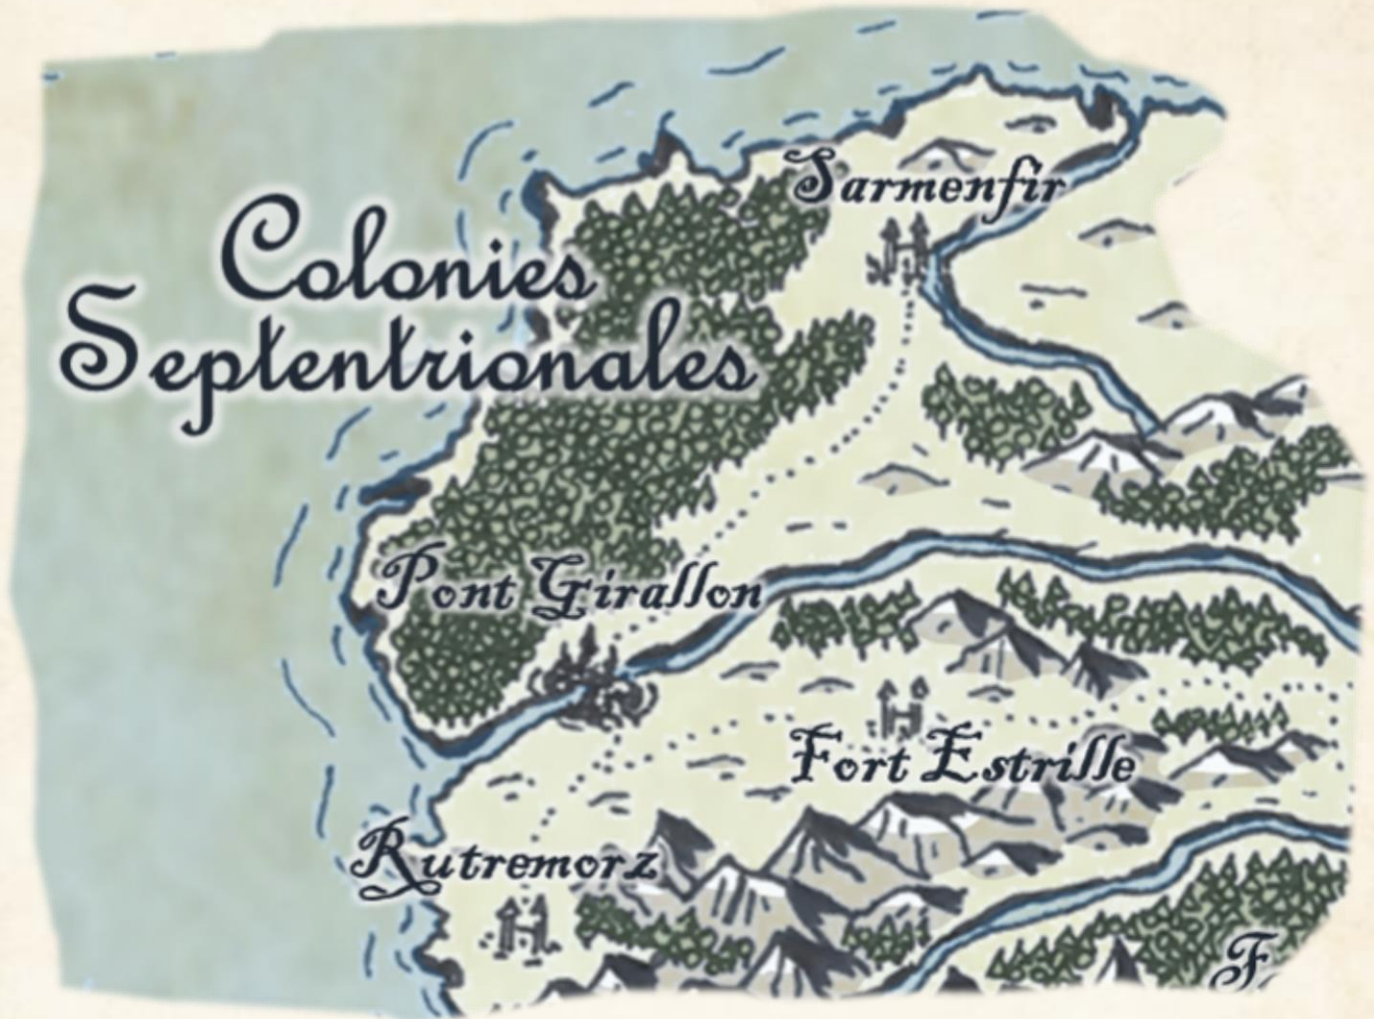 Sarmenfir
Colonies
Septentrionales
Pont Girallon
Fort Estrille
Rutremorz
F